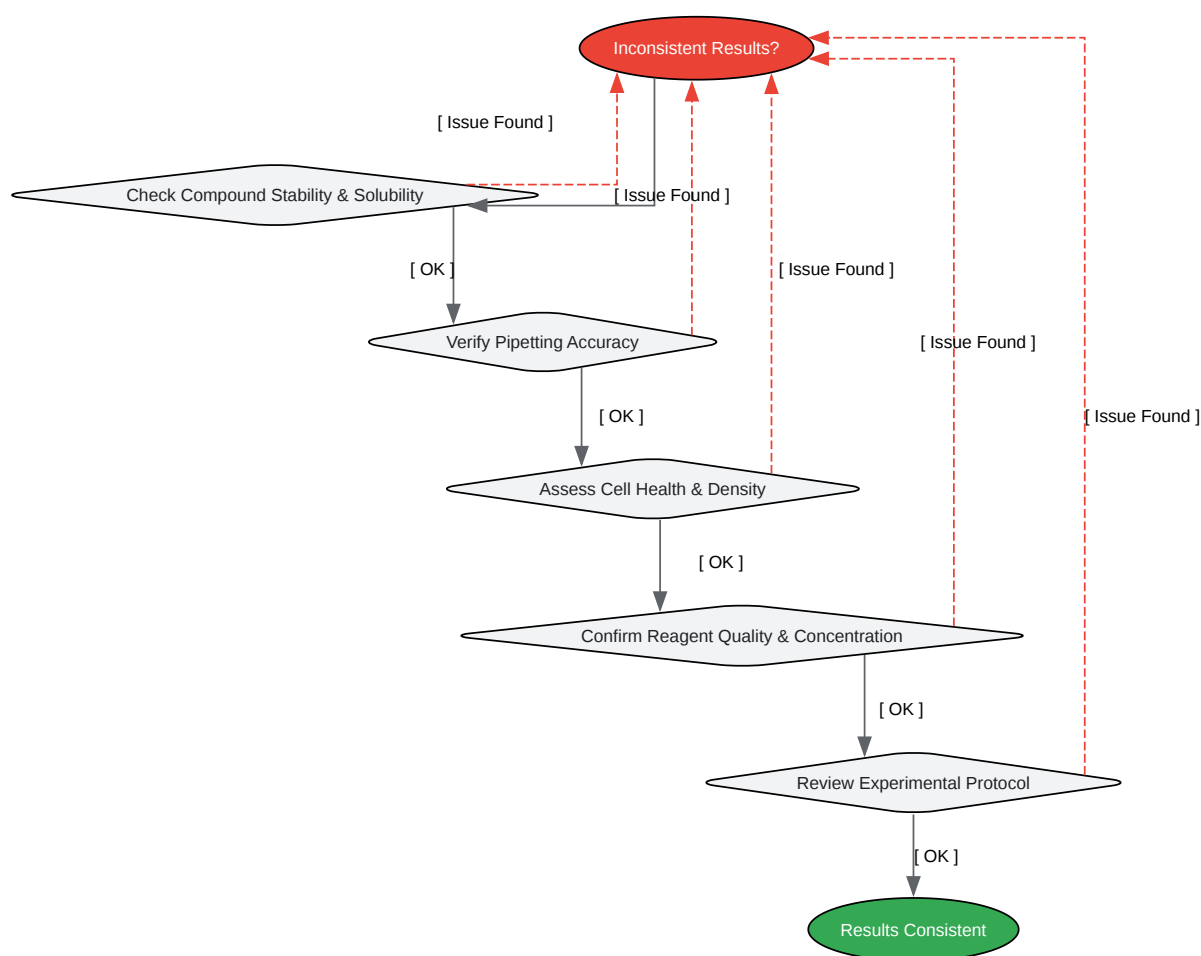 Inconsistent Results?
[ Issue Found ]
Check Compound Stability & Solubility
[ Issue Found ]
[ OK ]
[ Issue Found ]
Verify Pipetting Accuracy
[ Issue Found ]
[ OK ]
[ Issue Found ]
Assess Cell Health & Density
[ OK ]
Confirm Reagent Quality & Concentration
[ OK ]
Review Experimental Protocol
[ OK ]
Results Consistent